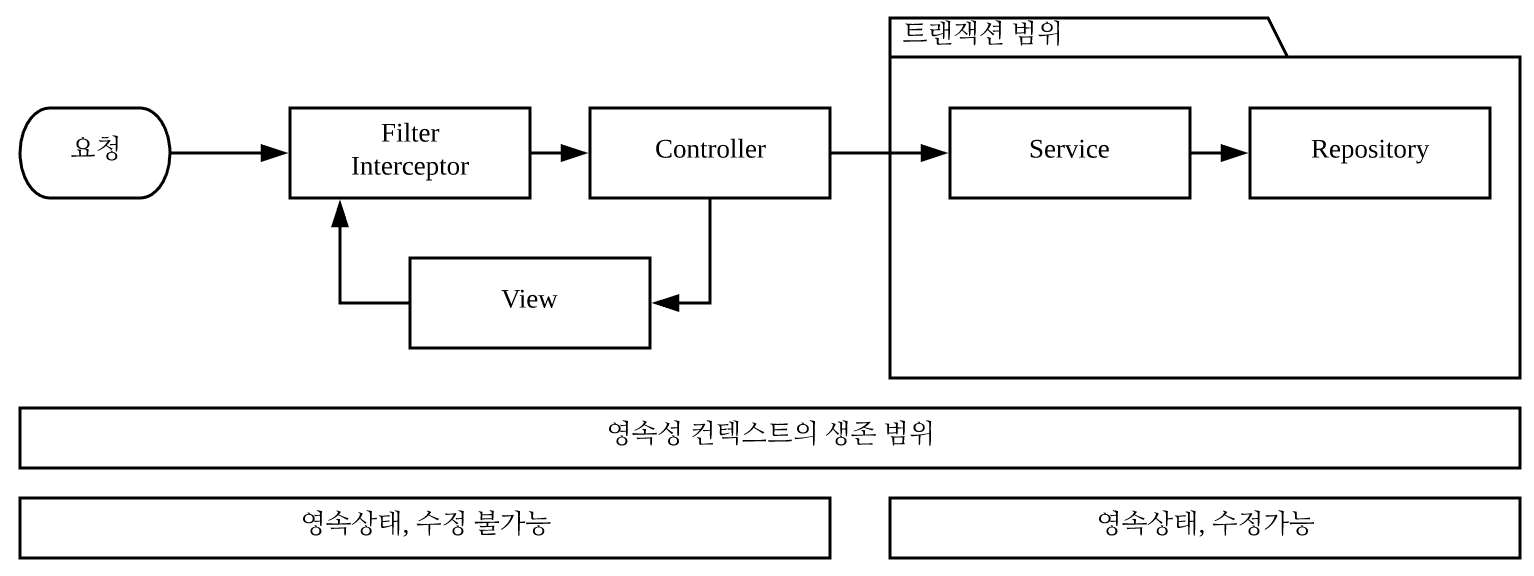 트랜잭션 범위
요청
Filter
Interceptor
Controller
Service
Repository
View
영속성 컨텍스트의 생존 범위
영속상태, 수정 불가능
영속상태, 수정가능